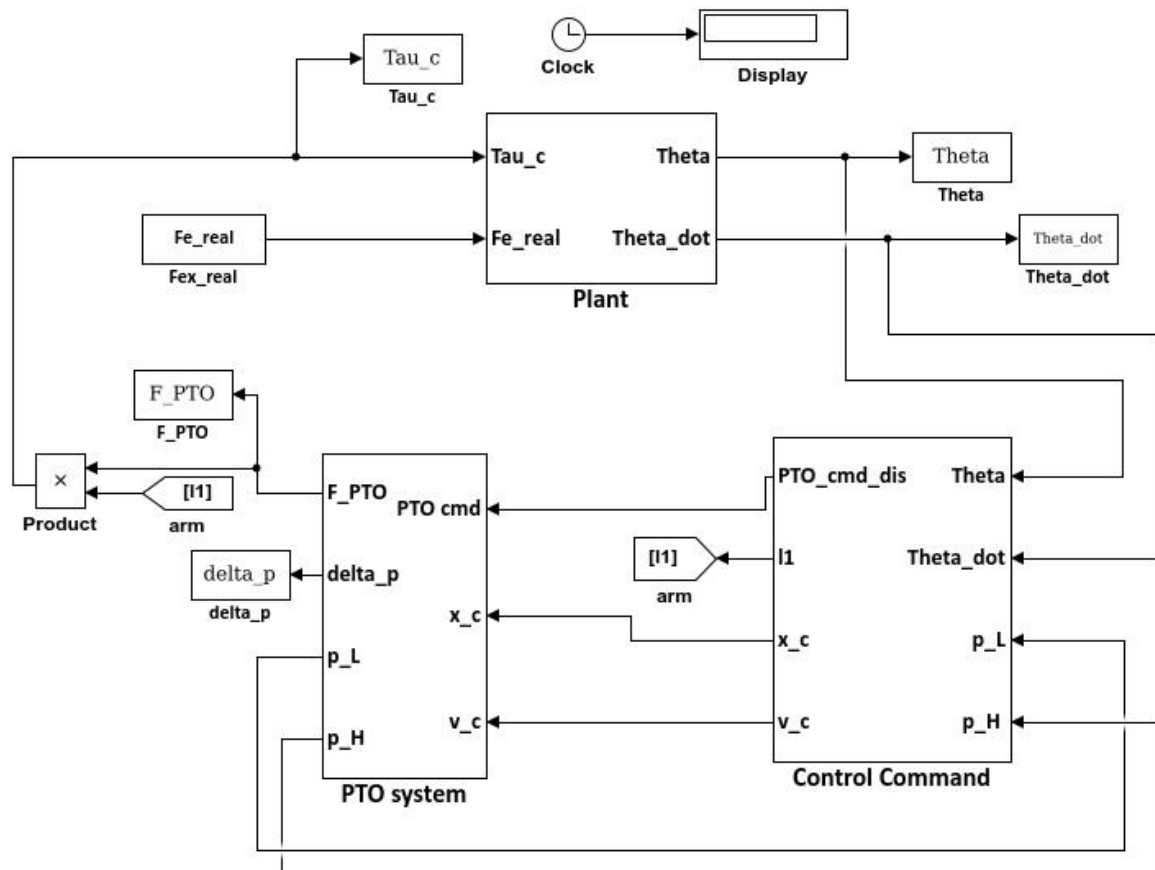 Tau_c
Tau_c
Clock
Display
Tau_c
Theta
Theta
Theta
Fe_real
Fex_real
Fe_real
Theta_dot
Theta_dot
Theta_dot
Plant
F_PTO
F_PTO
×
Product
[l1]
arm
F_PTO
PTO cmd
delta_p
delta_p
delta_p
x_c
p_L
v_c
p_H
PTO system
PTO_cmd_dis
Theta
[l1]
arm
l1
Theta_dot
x_c
p_L
v_c
p_H
Control Command